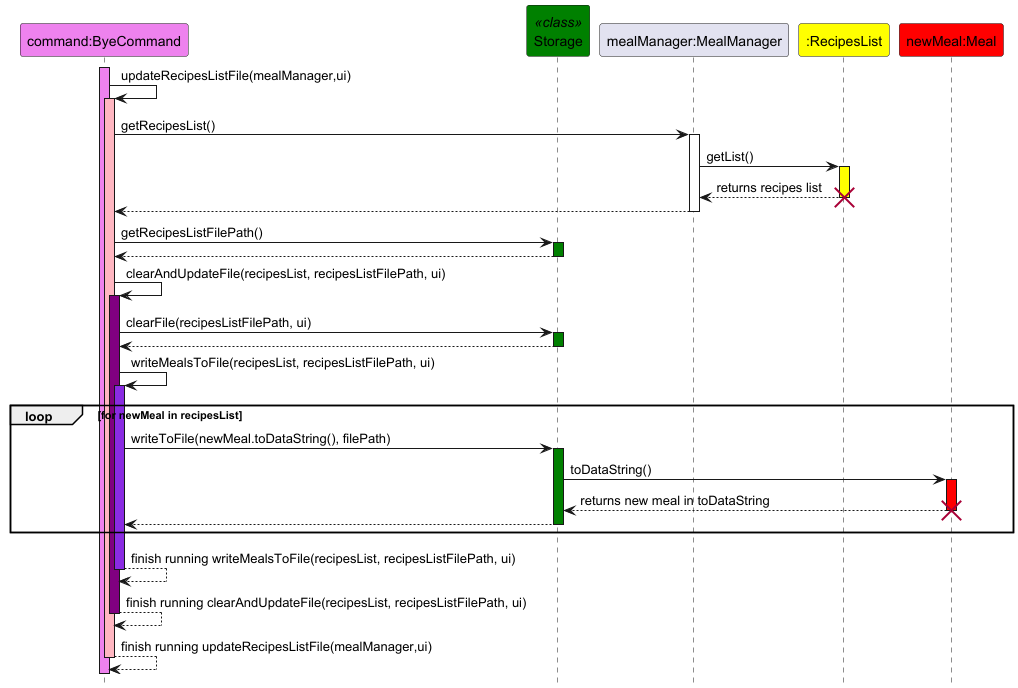 «class»
command:ByeCommand
Storage
mealManager:MealManager
:RecipesList
newMeal:Meal
updateRecipesListFile(mealManager,ui)
getRecipesList()
getList()
returns recipes list
getRecipesListFilePath()
clearAndUpdateFile(recipesList, recipesListFilePath, ui)
clearFile(recipesListFilePath, ui)
writeMealsToFile(recipesList, recipesListFilePath, ui)
loop
[for newMeal in recipesList]
writeToFile(newMeal.toDataString(), filePath)
toDataString()
returns new meal in toDataString
finish running writeMealsToFile(recipesList, recipesListFilePath, ui)
finish running clearAndUpdateFile(recipesList, recipesListFilePath, ui)
finish running updateRecipesListFile(mealManager,ui)